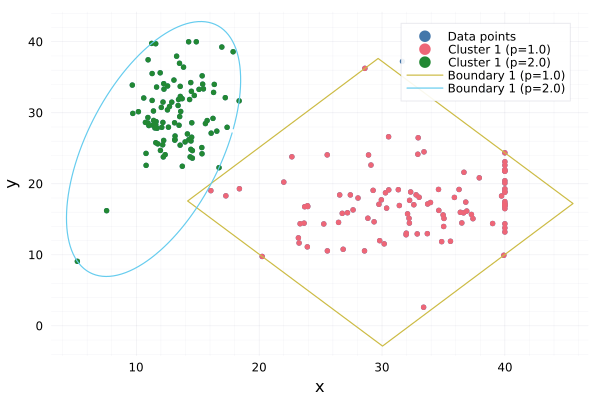 Data points
Cluster 1 (p=1.0)
Cluster 1 (p=2.0)
Boundary 1 (p=1.0)
Boundary 1 (p=2.0)
40
30
20
10
0
y
10
20
30
40
x